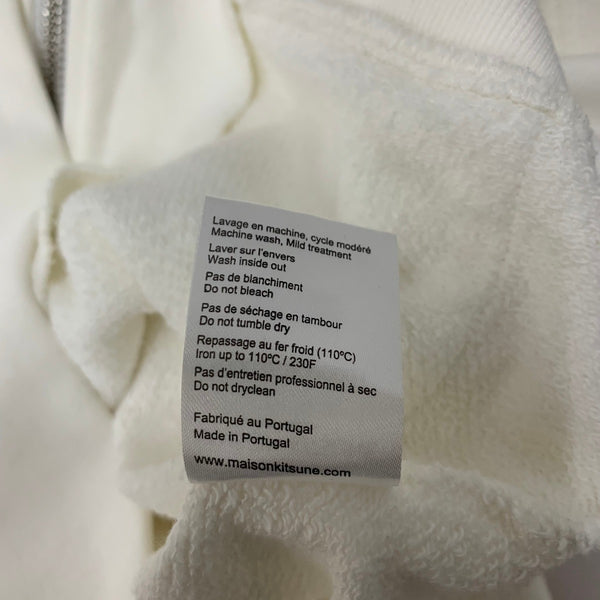 Lavage en machine, cycle modéré
Machine wash, Mild treatment
Laver sur l'envers
Wash inside out
Pas de blanchiment
Do not bleach
Pas de séchage en tambour
Do not tumble dry
Repassage au fer froid (110ºC)
Iron up to 110ºC / 230F
Pas d'entretien professionnel à sec
Do not dryclean
Fabriqué au Portugal
Made in Portugal
www.maisonkitsune.com